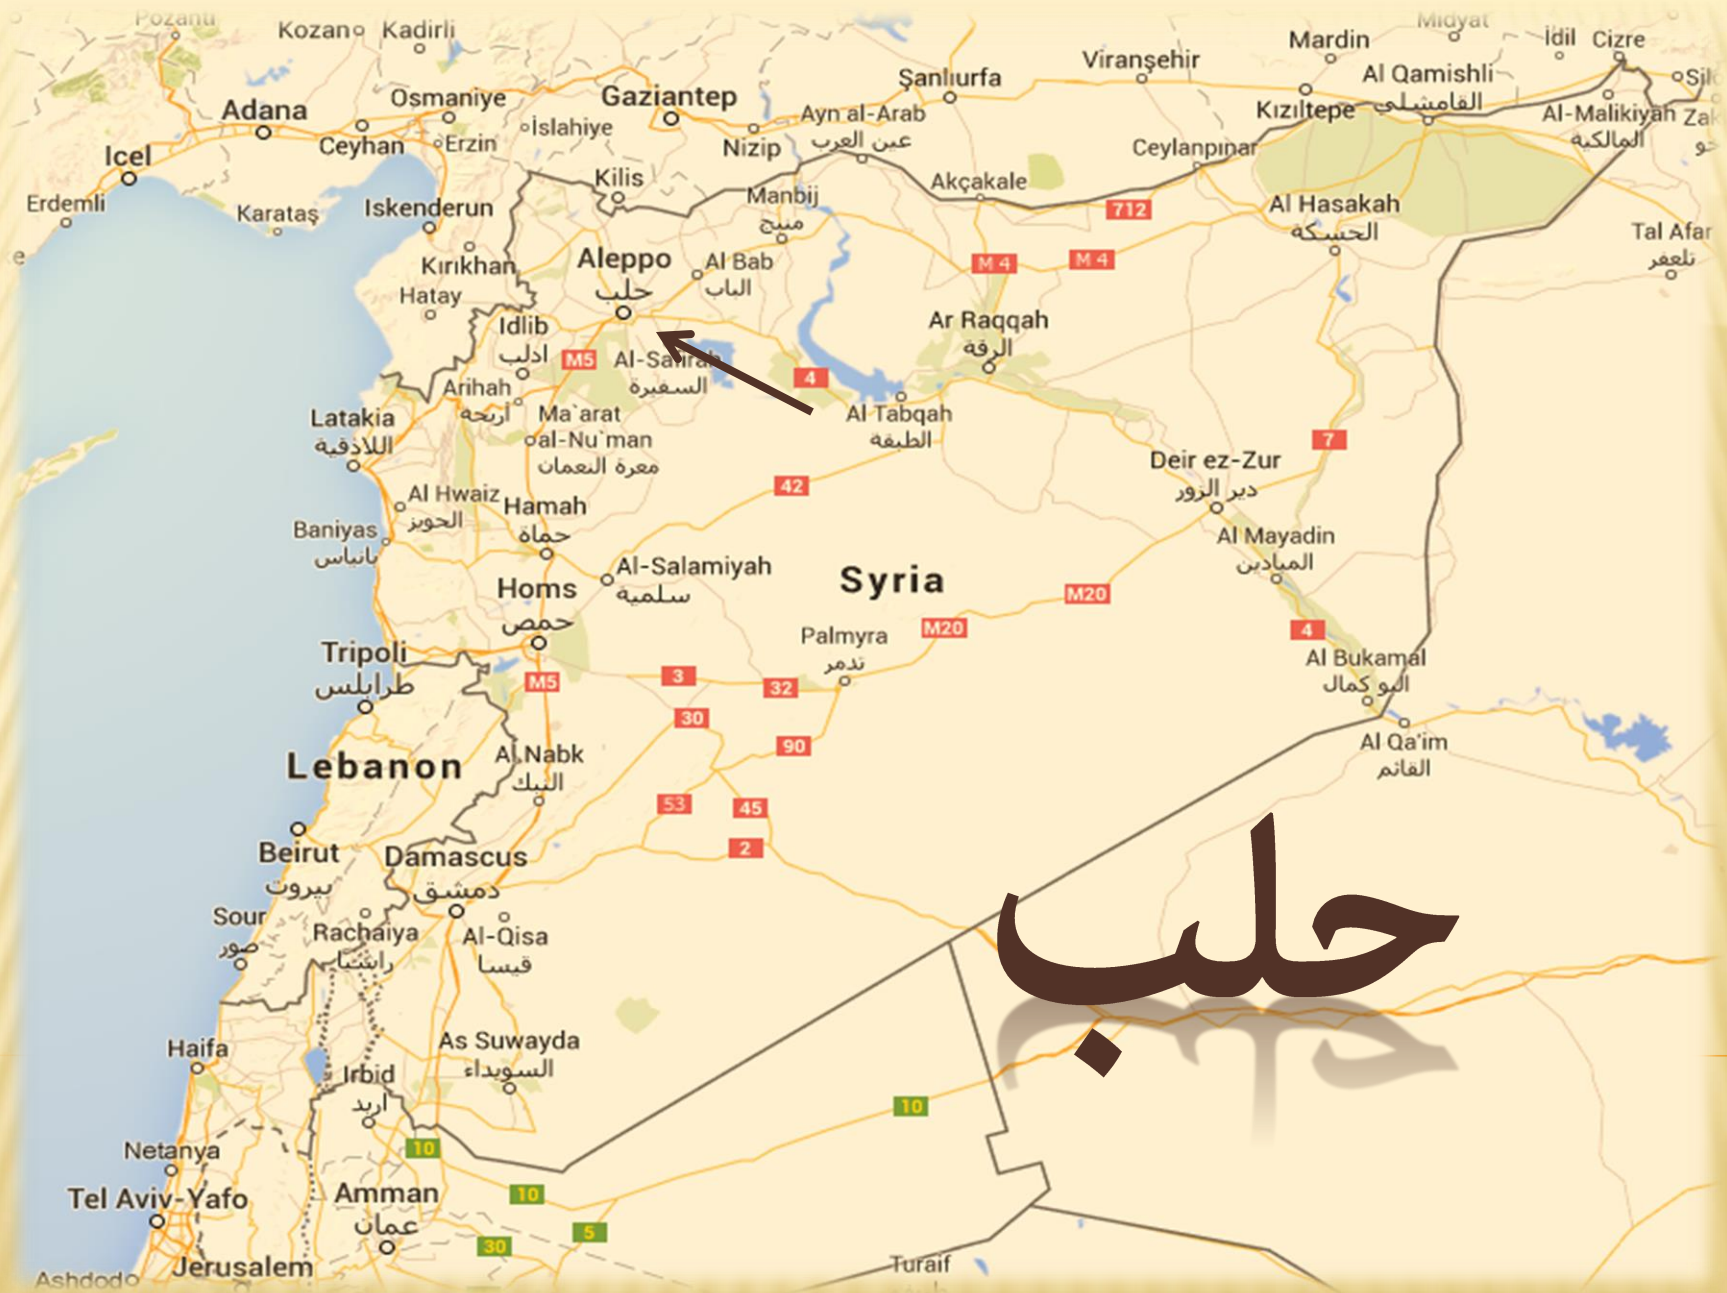 Pozantı
Kozan
Kadirli
Midyat
İdil
Cizre
Mardin
Viranşehir
Şanlıurfa
Al Qamishli
القامشلي
Sil
Adana
Osmaniye
Gaziantep
Kızıltepe
Al-Malikiyah
المالكية
Zak
خو
Ayn al-Arab
عين العرب
İslahiye
Ceyhan
Erzin
Nizip
Ceylanpınar
Icel
Kilis
Akçakale
Manbij
منبج
Erdemli
Karataş
Iskenderun
712
Al Hasakah
الحسكة
Tal Afar
تلعفر
e
Kırıkhan
Aleppo
حلب
Al Bab
الباب
M 4
M 4
Hatay
Idlib
ادلب
Ar Raqqah
الرقة
M5
Al-Safirah
السفيرة
4
Arihah
أريحه
Latakia
اللاذقية
Ma`arat
al-Nu`man
معرة النعمان
Al Tabqah
الطبقة
7
Deir ez-Zur
دير الزور
42
Al Hwaiz
الحويز
Hamah
حماة
Baniyas
بانياس
Al Mayadin
الميادين
Al-Salamiyah
سلمية
Syria
Homs
حمص
M20
M20
4
Palmyra
تدمر
Tripoli
طرابلس
Al Bukamal
البو كمال
M5
3
32
30
90
Al Qa'im
القائم
Lebanon
Al Nabk
النبك
53
45
2
Beirut
بيروت
Damascus
دمشق
حلب
Sour
صور
Rachaiya
راشيا
Al-Qisa
قيسا
Haifa
As Suwayda
السويداء
Irbid
اربد
10
10
Netanya
10
Tel Aviv-Yafo
Amman
عمان
5
30
Jerusalem
Ashdod
Turaif